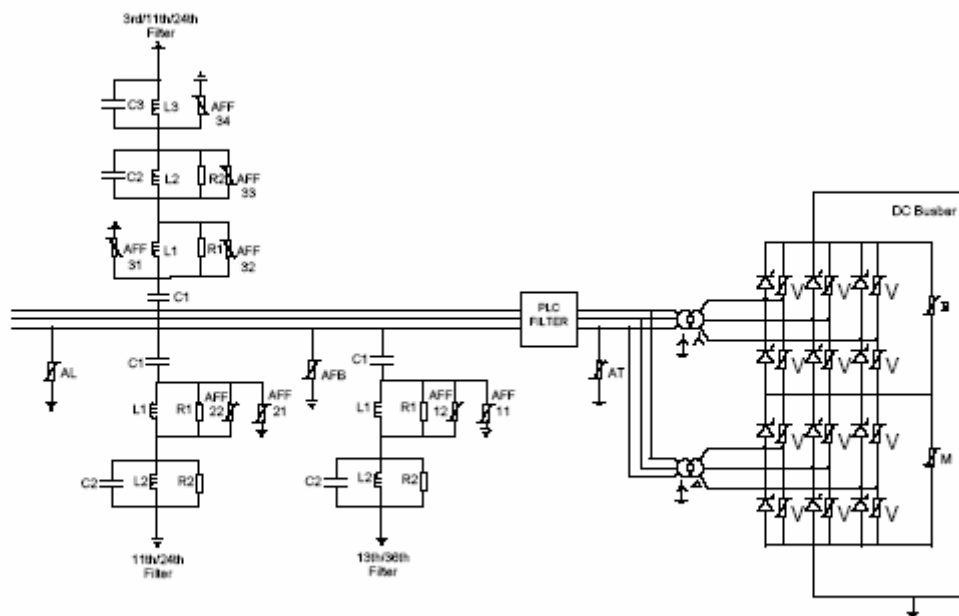 3rd/11th/24th
Filter
C3
L3
AFF
34
C2
L2
R2
AFF
33
AFF
31
L1
R1
AFF
32
C1
DC Busbar
PLC
FILTER
V V V
B
V V V
AL
C1
AFB
C1
AT
L1
R1
AFF
22
AFF
21
L1
R1
AFF
12
AFF
11
V V V
M
C2
L2
R2
C2
L2
R2
V V V
11th/24th
Filter
13th/36th
Filter